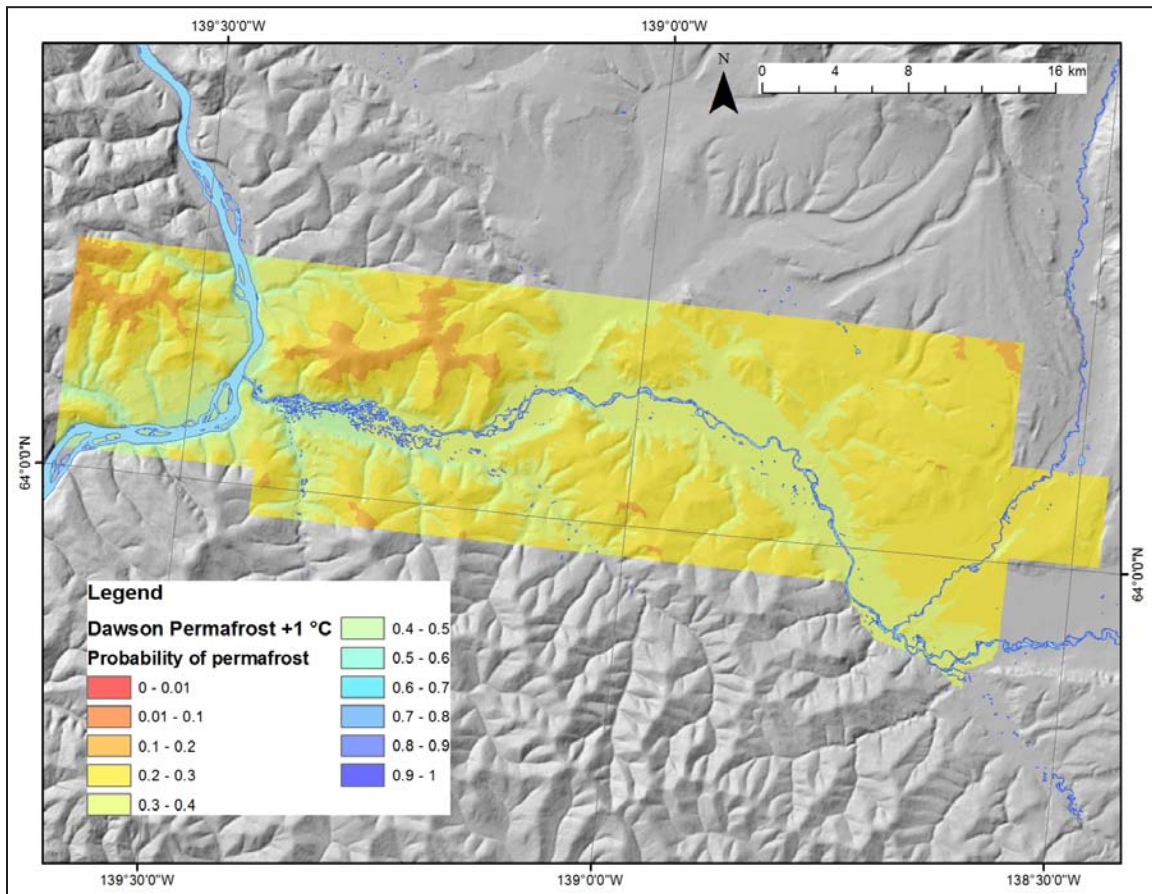 139°30'0"W 139°0'0"W
N
0 4 8 16 km
64°0'0"N
64°0'0"N
Legend
Dawson Permafrost +1 °C
Probability of permafrost
0 - 0.01
0.01 - 0.1
0.1 - 0.2
0.2 - 0.3
0.3 - 0.4
0.4 - 0.5
0.5 - 0.6
0.6 - 0.7
0.7 - 0.8
0.8 - 0.9
0.9 - 1
139°30'0"W 139°0'0"W 138°30'0"W